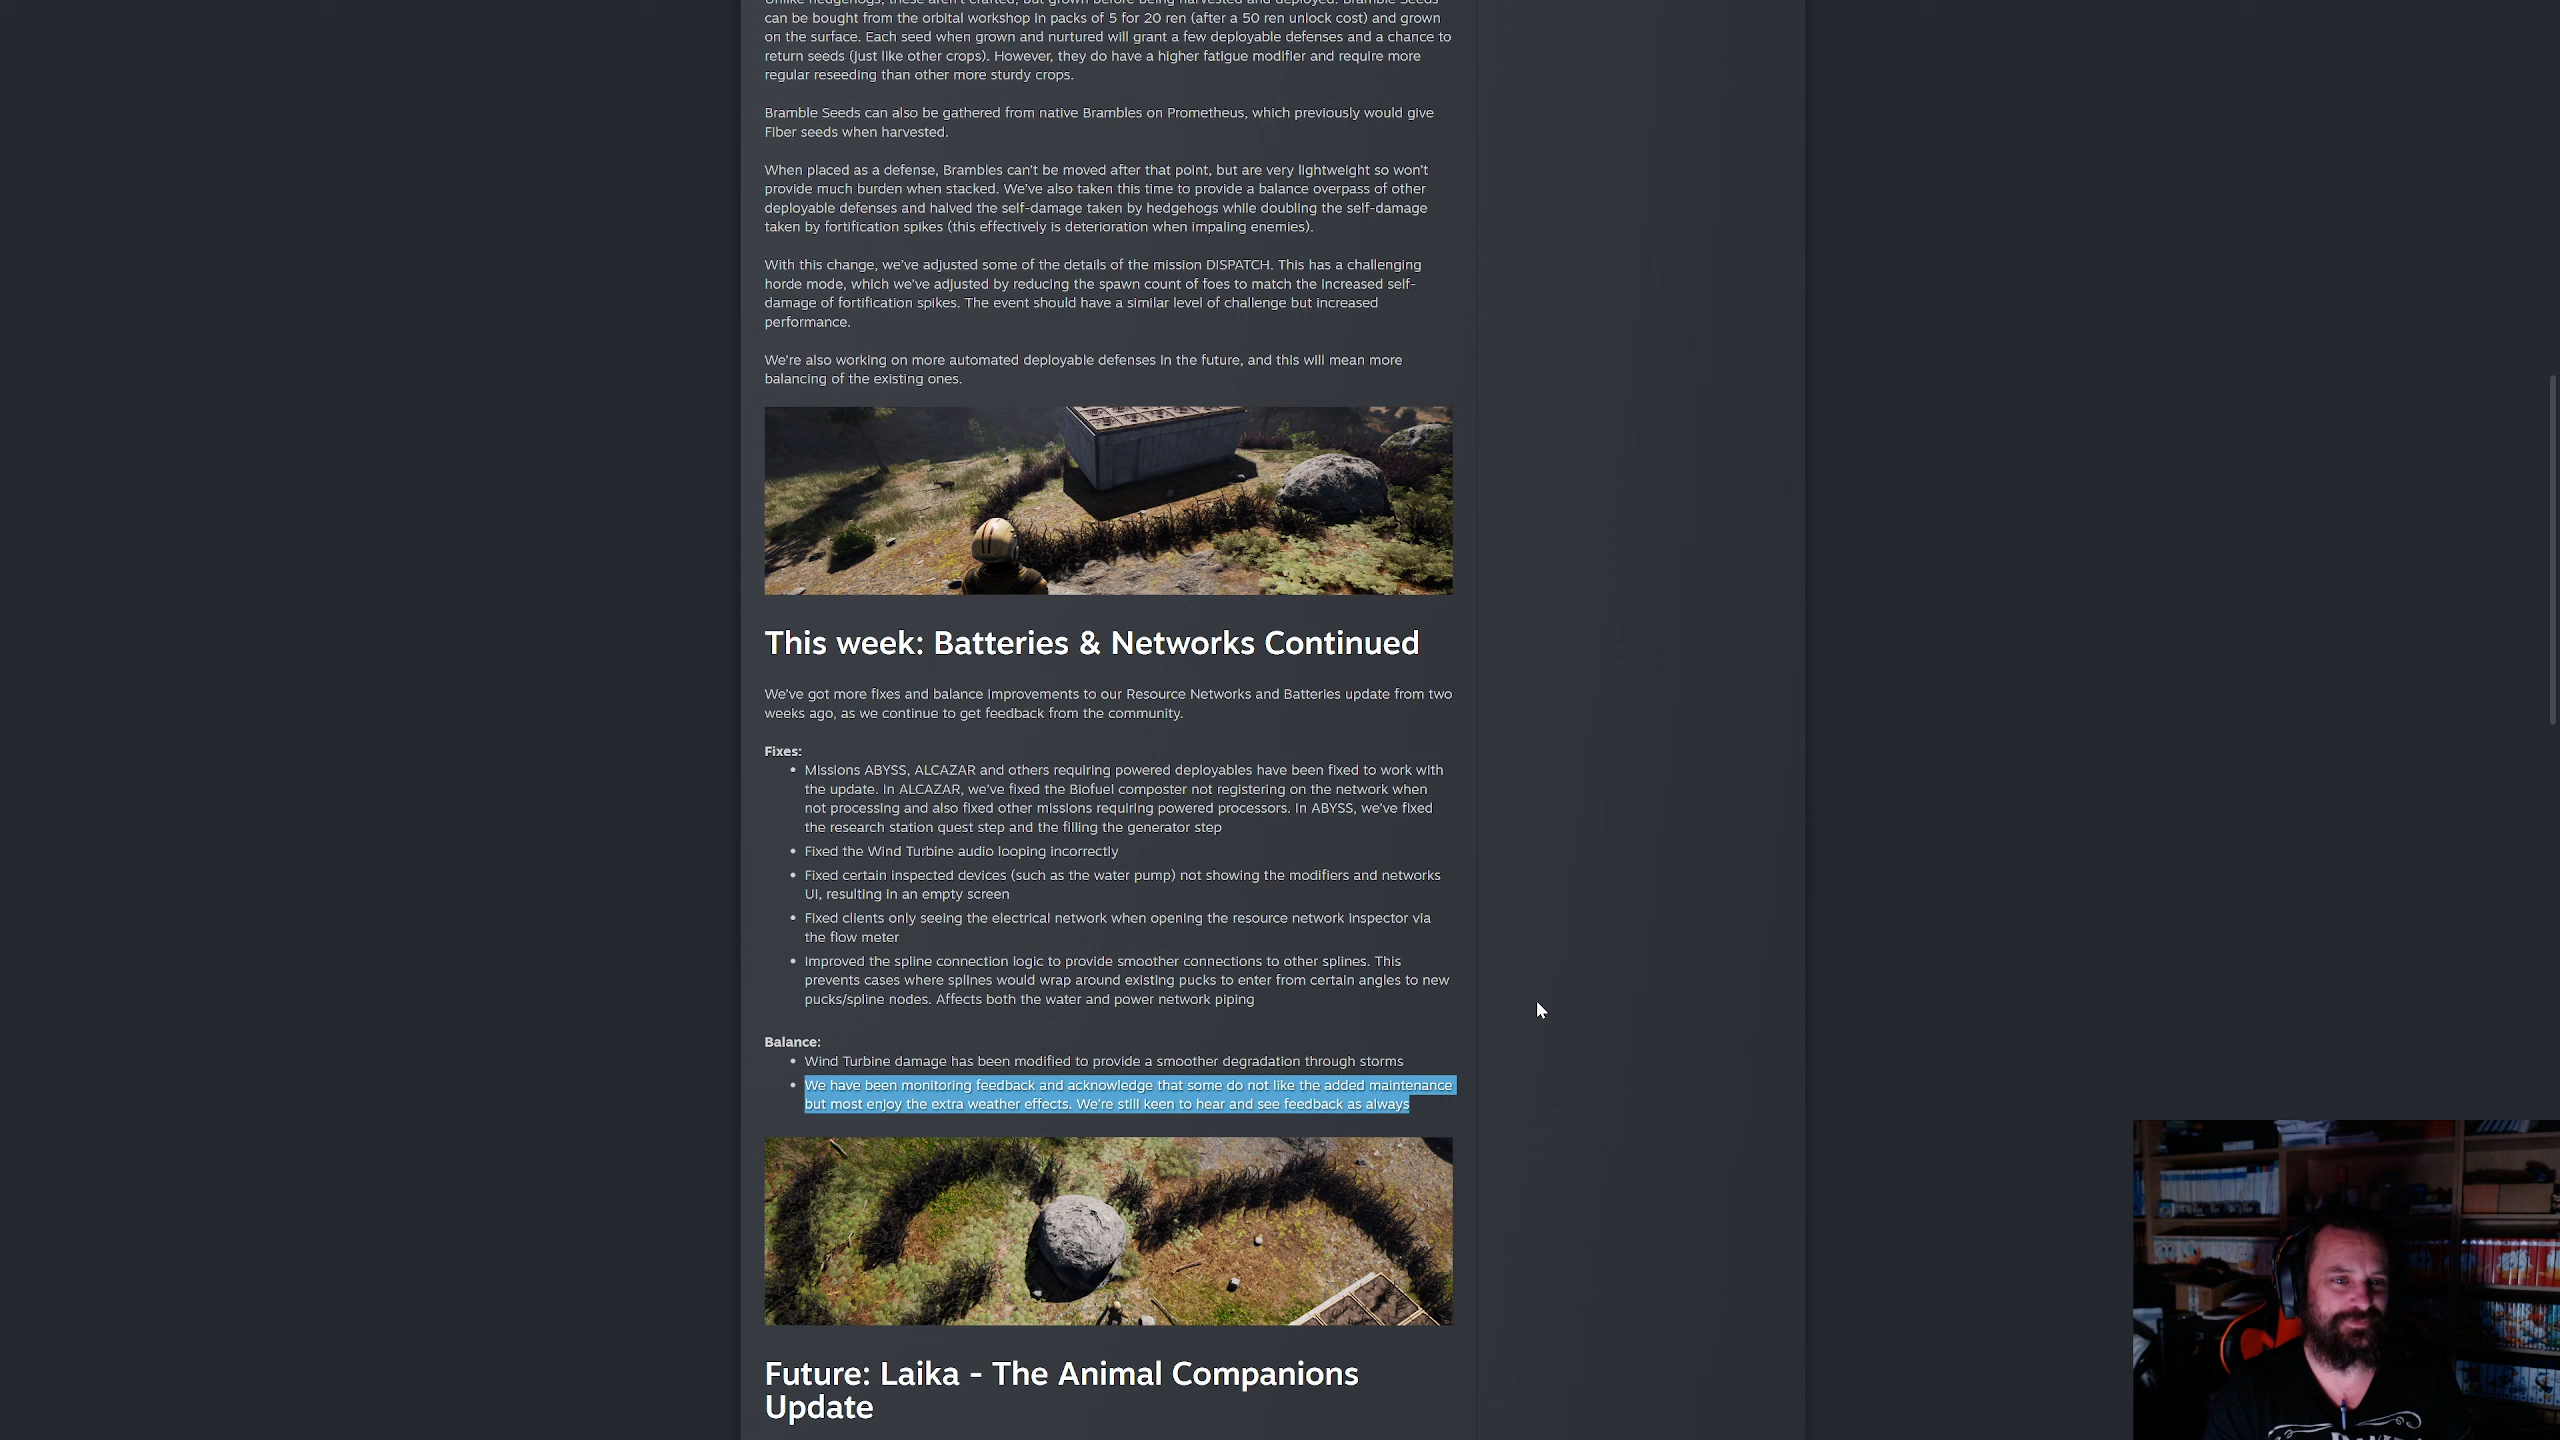 Unlike hedgehogs, these aren't crafted, but grown before being harvested and deployed. Bramble Seeds
can be bought from the orbital workshop in packs of 5 for 20 ren (after a 50 ren unlock cost) and grown
on the surface. Each seed when grown and nurtured will grant a few deployable defenses and a chance to
return seeds (just like other crops). However, they do have a higher fatigue modifier and require more
regular reseeding than other more sturdy crops.
Bramble Seeds can also be gathered from native Brambles on Prometheus, which previously would give
Fiber seeds when harvested.
When placed as a defense, Brambles can't be moved after that point, but are very lightweight so won't
provide much burden when stacked. We've also taken this time to provide a balance overpass of other
deployable defenses and halved the self-damage taken by hedgehogs while doubling the self-damage
taken by fortification spikes (this effectively is deterioration when impaling enemies).
With this change, we've adjusted some of the details of the mission DISPATCH. This has a challenging
horde mode, which we've adjusted by reducing the spawn count of foes to match the increased self-
damage of fortification spikes. The event should have a similar level of challenge but increased
performance.
We're also working on more automated deployable defenses in the future, and this will mean more
balancing of the existing ones.
This week: Batteries & Networks Continued
We've got more fixes and balance improvements to our Resource Networks and Batteries update from two
weeks ago, as we continue to get feedback from the community.
Fixes:
• Missions ABYSS, ALCAZAR and others requiring powered deployables have been fixed to work with
the update. In ALCAZAR, we've fixed the Biofuel composter not registering on the network when
not processing and also fixed other missions requiring powered processors. In ABYSS, we've fixed
the research station quest step and the filling the generator step
• Fixed the Wind Turbine audio looping incorrectly
• Fixed certain inspected devices (such as the water pump) not showing the modifiers and networks
UI, resulting in an empty screen
• Fixed clients only seeing the electrical network when opening the resource network inspector via
the flow meter
• Improved the spline connection logic to provide smoother connections to other splines. This
prevents cases where splines would wrap around existing pucks to enter from certain angles to new
pucks/spline nodes. Affects both the water and power network piping
Balance:
• Wind Turbine damage has been modified to provide a smoother degradation through storms
• We have been monitoring feedback and acknowledge that some do not like the added maintenance
but most enjoy the extra weather effects. We're still keen to hear and see feedback as always
Future: Laika - The Animal Companions
Update